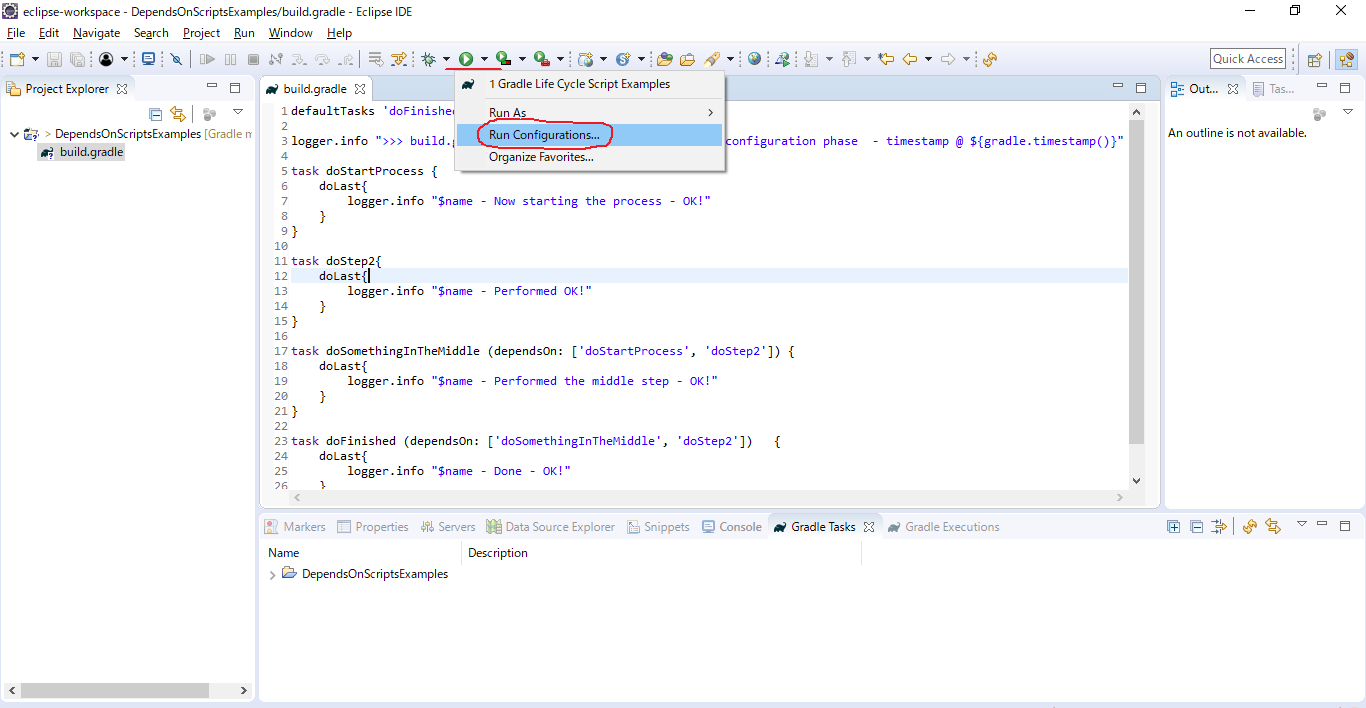 eclipse-workspace - DependsOnScriptsExamples/build.gradle - Eclipse IDE
File Edit Navigate Search Project Run Window Help
Quick Access
Project Explorer
> DependsOnScriptsExamples [Gradle
build.gradle
build.gradle
1 defaultTasks 'doFinished
2
3 logger.info ">>> build. configuration phase  - timestamp @ ${gradle.timestamp()}"
4
5 task doStartProcess {
6     doLast{
7         logger.info "$name - Now starting the process - OK!"
8     }
9 }
10
11 task doStep2{
12     doLast{
13         logger.info "$name - Performed OK!"
14     }
15 }
16
17 task doSomethingInTheMiddle (dependsOn: ['doStartProcess', 'doStep2']) {
18     doLast{
19         logger.info "$name - Performed the middle step - OK!"
20     }
21 }
22
23 task doFinished (dependsOn: ['doSomethingInTheMiddle', 'doStep2'])   {
24     doLast{
25         logger.info "$name - Done - OK!"
26     }
1 Gradle Life Cycle Script Examples
Run As
Run Configurations...
Organize Favorites...
Out... Tas...
An outline is not available.
Markers Properties Servers Data Source Explorer Snippets Console Gradle Tasks Gradle Executions
Name Description
DependsOnScriptsExamples